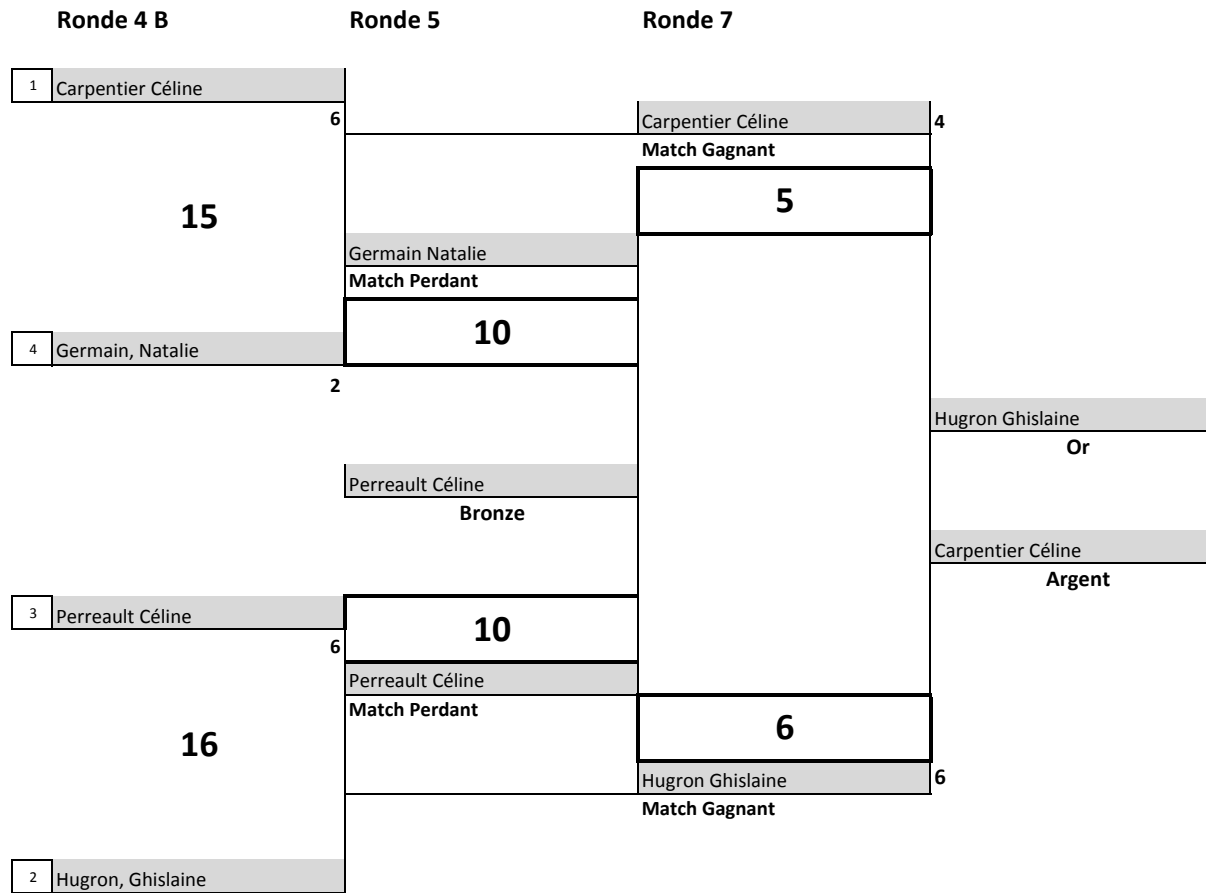 Ronde 4 B Ronde 5 Ronde 7
1 Carpentier Céline
6
Carpentier Céline 4
Match Gagnant
5
15
Germain Natalie
Match Perdant
10
4 Germain, Natalie
2
Hugron Ghislaine
Or
Perreault Céline
Bronze
Carpentier Céline
Argent
3 Perreault Céline
10
6
Perreault Céline
Match Perdant
16
6
Hugron Ghislaine 6
Match Gagnant
2 Hugron, Ghislaine